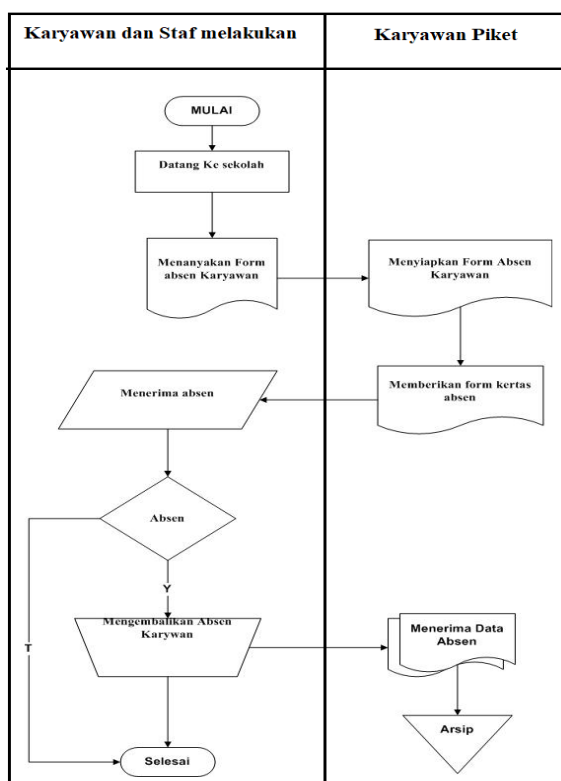 Karyawan dan Staf melakukan
Karyawan Piket
MULAI
Datang Ke sekolah
Menanyakan Form
absen Karyawan
Menyiapkan Form Absen
Karyawan
Memberikan form kertas
absen
Menerima absen
Absen
Y
T
Mengembalikan Absen
Karywan
Menerima Data
Absen
Arsip
Selesai